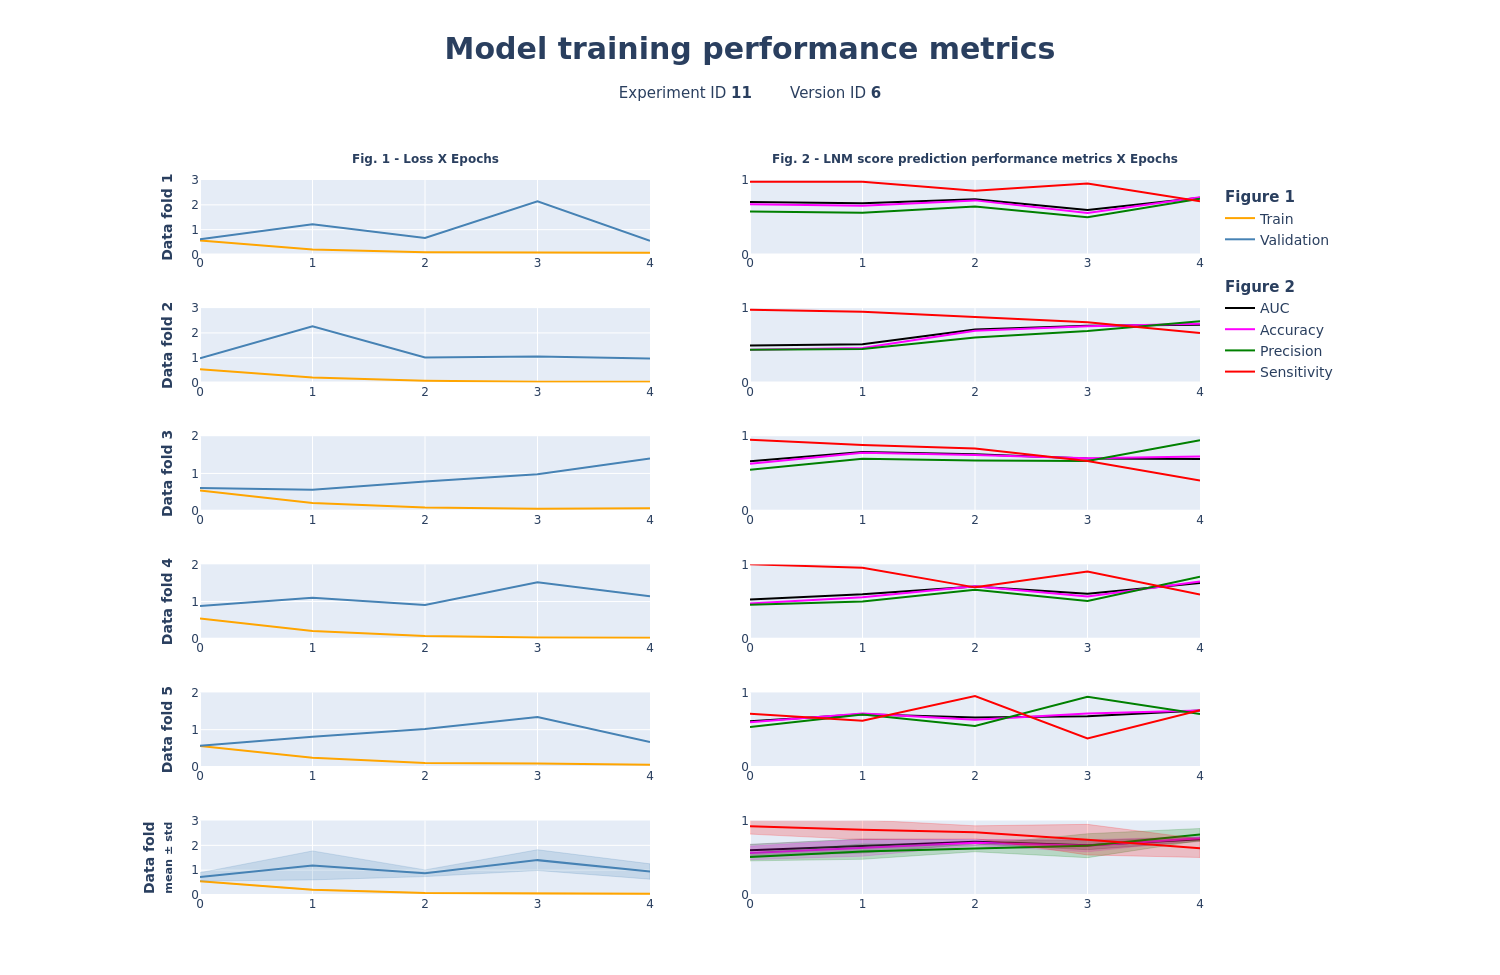 Model training performance metrics
Experiment ID 11 Version ID 6
Fig. 1 - Loss X Epochs
Fig. 2 - LNM score prediction performance metrics X Epochs
Data fold 1
3
2
1
0
0 1 2 3 4
1
0
0 1 2 3 4
Figure 1
Train
Validation
Figure 2
AUC
Accuracy
Precision
Sensitivity
Data fold 2
3
2
1
0
0 1 2 3 4
1
0
0 1 2 3 4
Data fold 3
2
1
0
0 1 2 3 4
1
0
0 1 2 3 4
Data fold 4
2
1
0
0 1 2 3 4
1
0
0 1 2 3 4
Data fold 5
2
1
0
0 1 2 3 4
1
0
0 1 2 3 4
Data fold
mean ± std
3
2
1
0
0 1 2 3 4
1
0
0 1 2 3 4